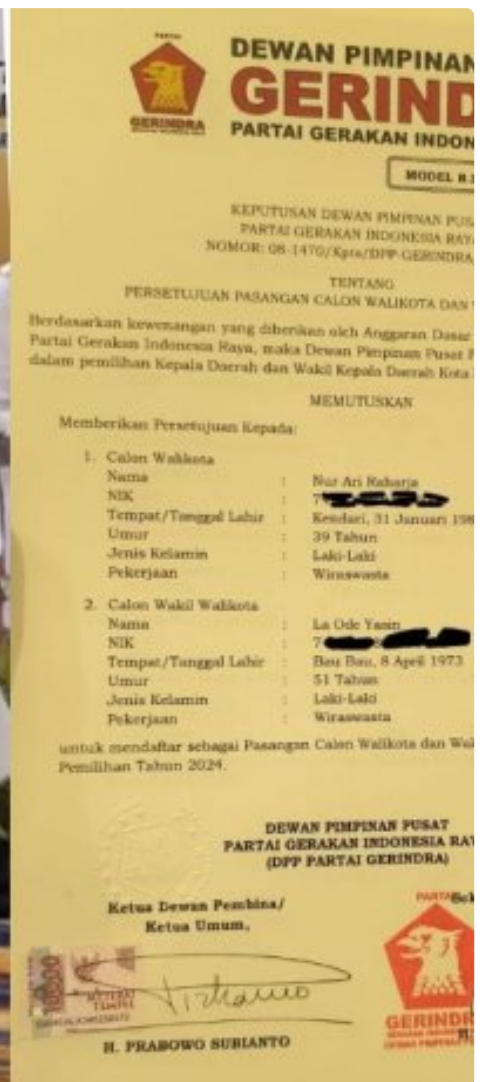 PARTAI
GERINDRA
DEWAN PIMPINAN
GERIND
PARTAI GERAKAN INDON
MODEL B.
KEPUTUSAN DEWAN PIMPINAN PUS
PARTAI GERAKAN INDONESIA RAY
NOMOR: 08-1470/Kpts/DPP-GERINDRA
TENTANG
PERSETUJUAN PASANGAN CALON WALIKOTA DAN
Berdasarkan kewenangan yang diberikan oleh Anggaran Dasar
Partai Gerakan Indonesia Raya, maka Dewan Pimpinan Pusat
dalam pemilihan Kepala Daerah dan Wakil Kepala Daerah Kota
MEMUTUSKAN
Memberikan Persetujuan Kepada:
1. Calon Walikota
Nama : Nur Ari Raharja
NIK : 7
Tempat/Tanggal Lahir : Kendari, 31 Januari 198
Umur : 39 Tahun
Jenis Kelamin : Laki-Laki
Pekerjaan : Wiraswasta
2. Calon Wakil Walikota
Nama : La Ode Yasin
NIK : 7
Tempat/Tanggal Lahir : Bau Bau, 8 April 1973
Umur : 51 Tahun
Jenis Kelamin : Laki-Laki
Pekerjaan : Wiraswasta
untuk mendaftar sebagai Pasangan Calon Walikota dan Wak
Pemilihan Tahun 2024.
DEWAN PIMPINAN PUSAT
PARTAI GERAKAN INDONESIA RAY
(DPP PARTAI GERINDRA)
Ketua Dewan Pembina/
Ketua Umum,
PARTAI
Sek
10000
METERAI
TEMPEL
GERINDR
H. PRABOWO SUBIANTO
H.